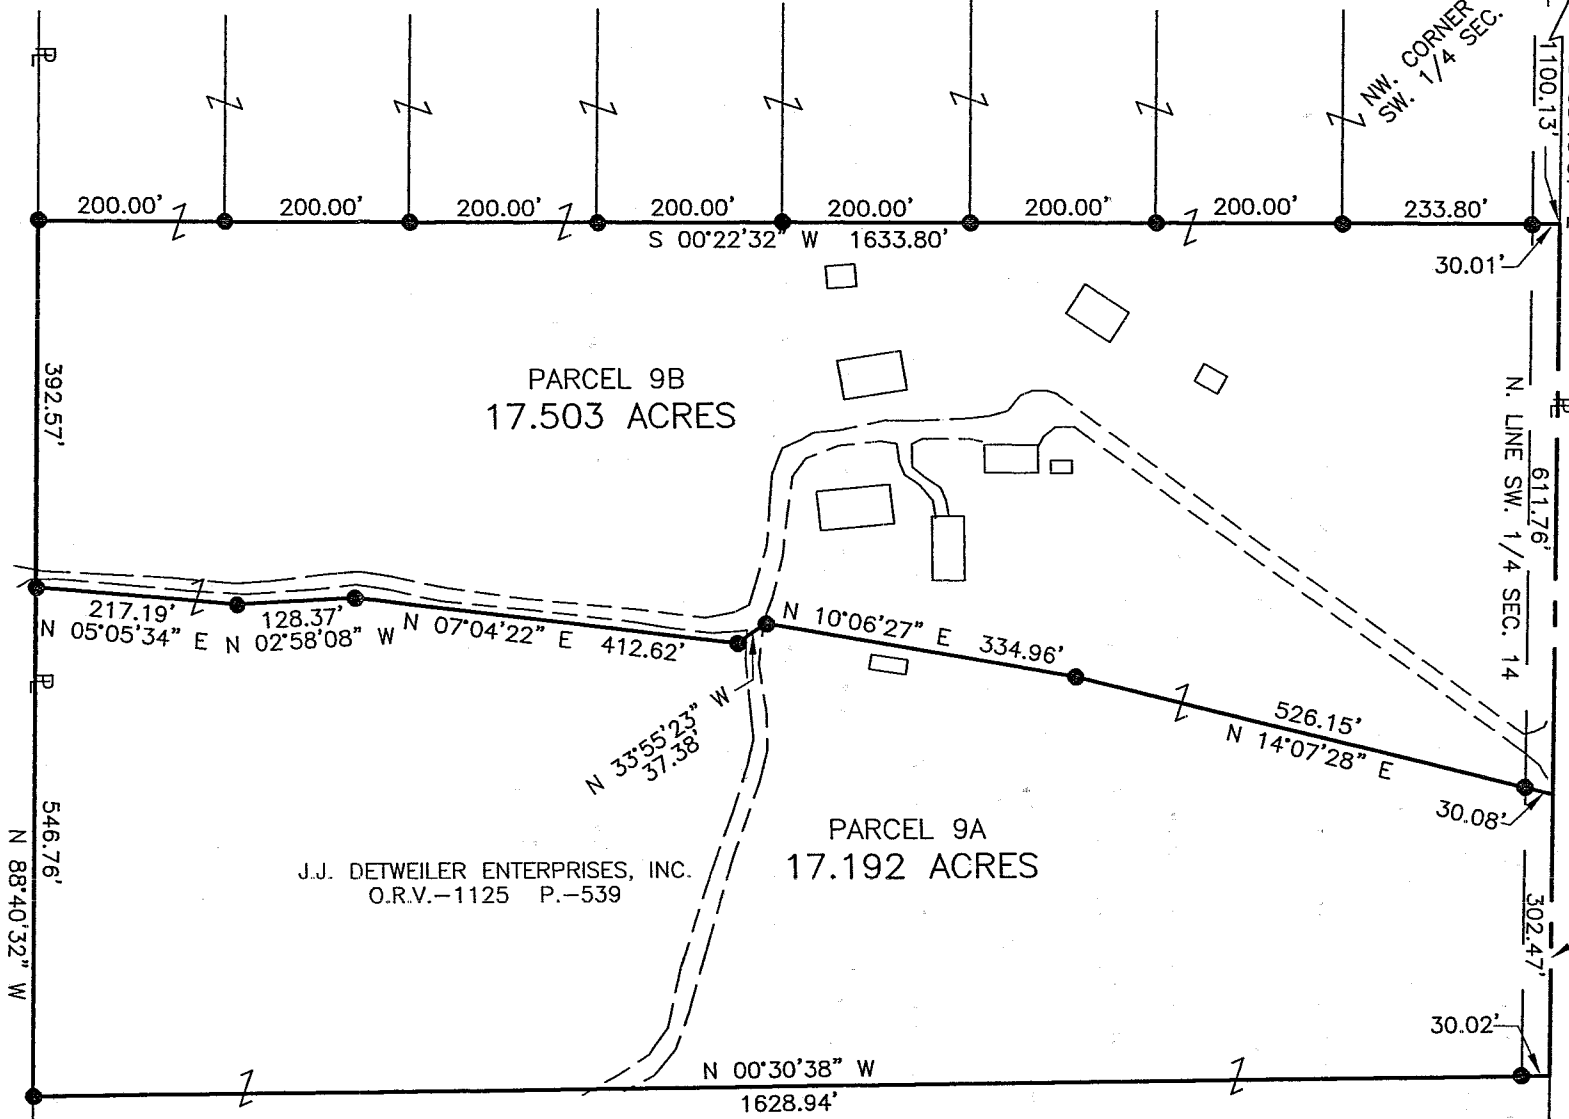 NW. CORNER
SW. 1/4 SEC.
1100.13'
PL
200.00'
200.00'
200.00'
200.00'
200.00'
200.00'
200.00'
233.80'
S 00°22'32" W 1633.80'
30.01'
PARCEL 9B
17.503 ACRES
392.57'
PL
611.76'
N. LINE SW. 1/4 SEC. 14
217.19'
N 05°05'34" E
128.37'
N 02°58'08" W
N 07°04'22" E 412.62'
N 10°06'27" E 334.96'
PL
526.15'
N 14°07'28" E
N 33°55'23" W
37.38'
30.08'
PARCEL 9A
17.192 ACRES
546.76'
N 88°40'32" W
J.J. DETWEILER ENTERPRISES, INC.
O.R.V.-1125 P.-539
302.47'
30.02'
N 00°30'38" W
1628.94'